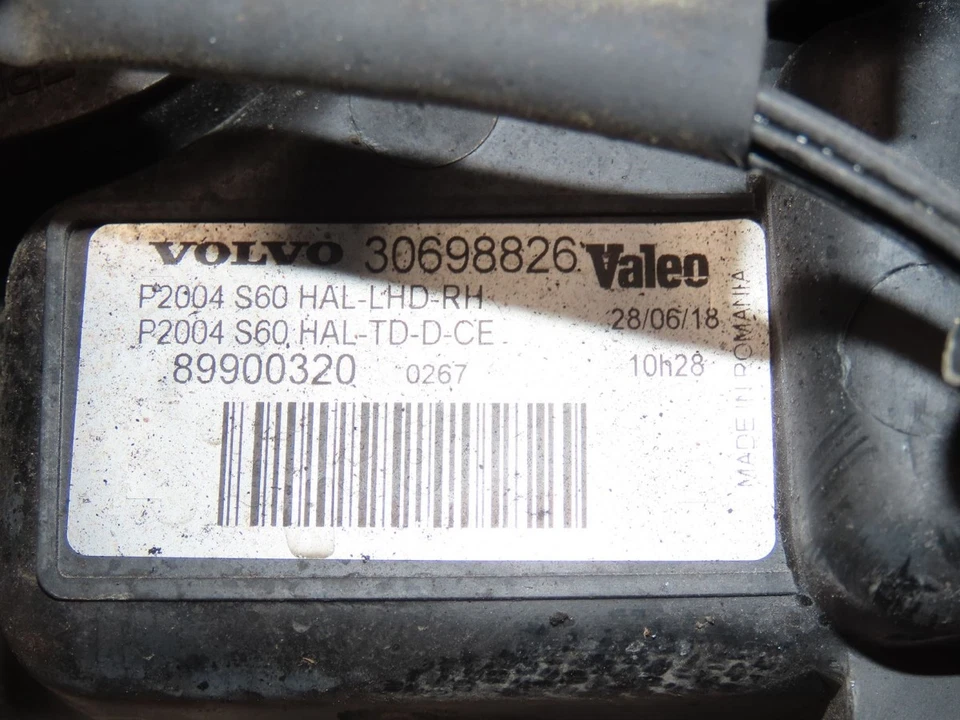 VOLVO 30698826 Valeo
P2004 S60 HAL-LHD-RH
P2004 S60 HAL-TD-D-CE
28/06/18
89900320 0267
10h28
MADE IN ROMANIA